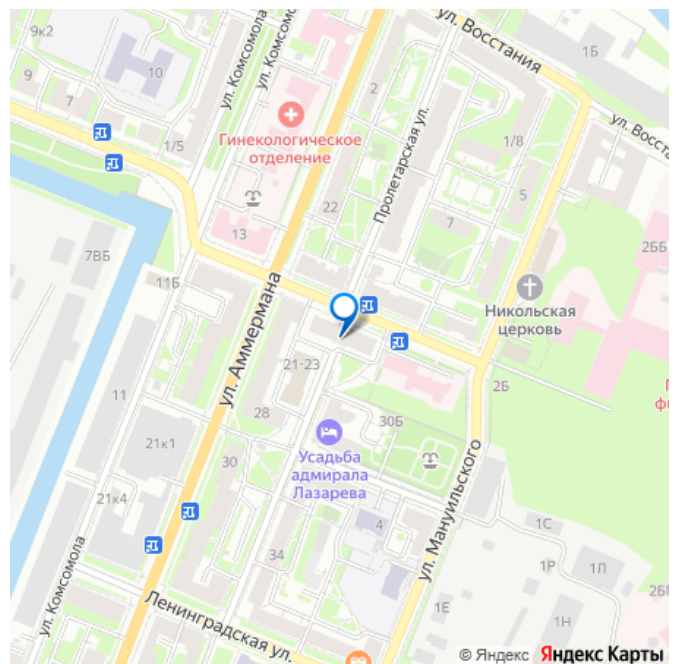 ул. Восстания
9к2
ул. Комсомола
ул. Комсомола
1Б
9
10
2
7
Гинекологическое
отделение
Пролетарская ул.
ул. Восста
1/5
1/8
5
22
7
13
2ББ
7ВБ
11Б
Никольская
церковь
ул. Аммермана
21-23
2Б
11
28
30Б
21к1
30
Усадьба
адмирала
Лазарева
ул. Мануильского
21к4
4
1С
34
1Р
1Л
ул. Комсомола
Ленинградская ул.
1Е
1Н
© Яндекс Яндекс Карты